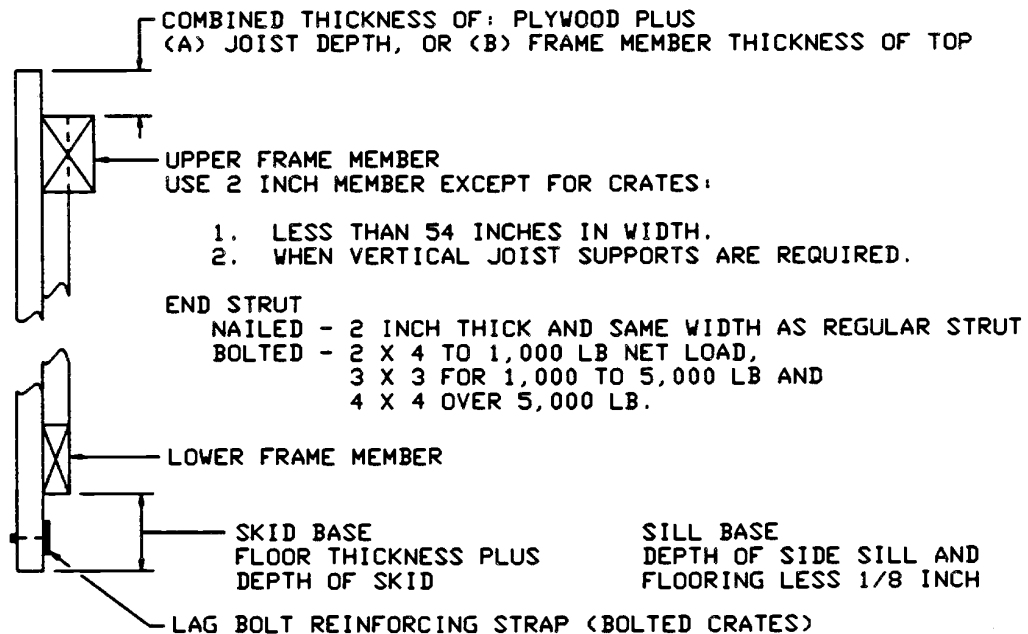 COMBINED THICKNESS OF: PLYWOOD PLUS
(A) JOIST DEPTH, OR (B) FRAME MEMBER THICKNESS OF TOP
UPPER FRAME MEMBER
USE 2 INCH MEMBER EXCEPT FOR CRATES:
1. LESS THAN 54 INCHES IN WIDTH.
2. WHEN VERTICAL JOIST SUPPORTS ARE REQUIRED.
END STRUT
NAILED - 2 INCH THICK AND SAME WIDTH AS REGULAR STRUT
BOLTED - 2 X 4 TO 1,000 LB NET LOAD,
3 X 3 FOR 1,000 TO 5,000 LB AND
4 X 4 OVER 5,000 LB.
LOWER FRAME MEMBER
SKID BASE
FLOOR THICKNESS PLUS
DEPTH OF SKID
SILL BASE
DEPTH OF SIDE SILL AND
FLOORING LESS 1/8 INCH
LAG BOLT REINFORCING STRAP (BOLTED CRATES)